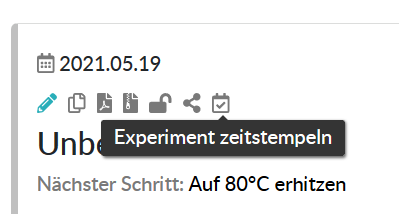 2021.05.19
Experiment zeitstempeln
Nächster Schritt: Auf 80°C erhitzen